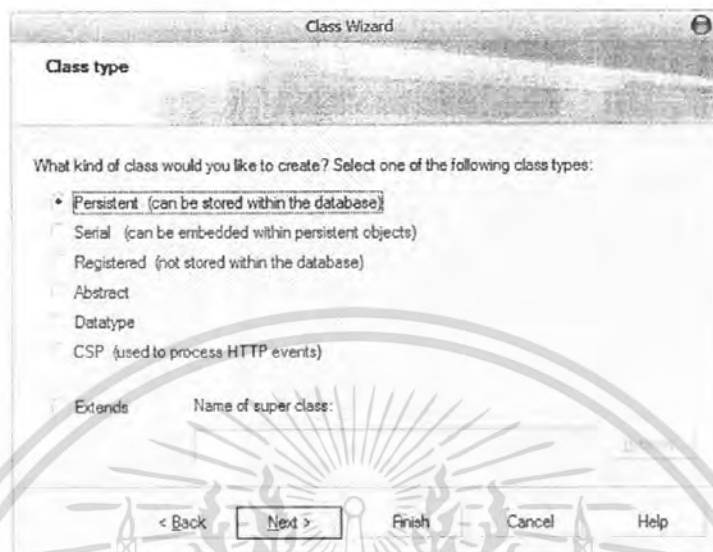 Class Wizard
Class type
What kind of class would you like to create? Select one of the following class types:
Persistent (can be stored within the database)
Serial (can be embedded within persistent objects)
Registered (not stored within the database)
Abstract
Datatype
CSP (used to process HTTP events)
Extends Name of super class:
< Back Next > Finish Cancel Help